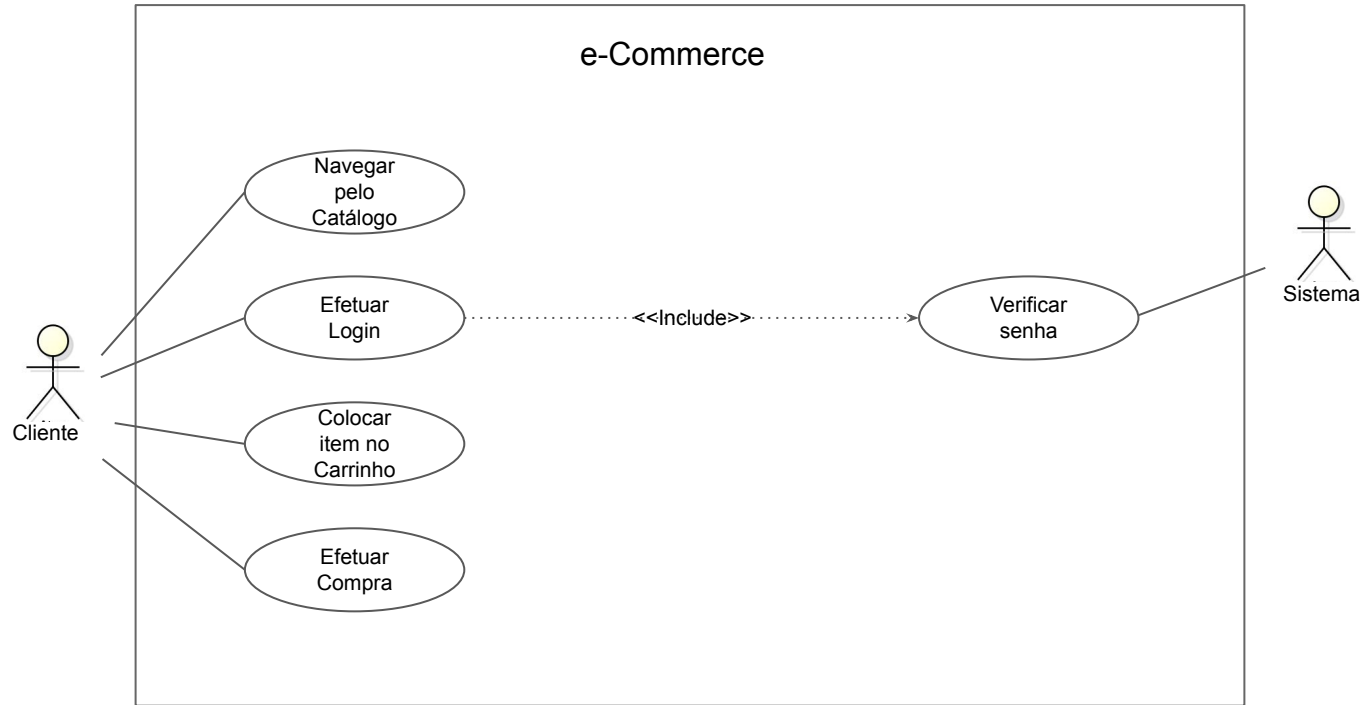 e-Commerce
Navegar
pelo
Catálogo
Efetuar
Login
<<Include>>
Verificar
senha
Sistema
Cliente
Colocar
item no
Carrinho
Efetuar
Compra